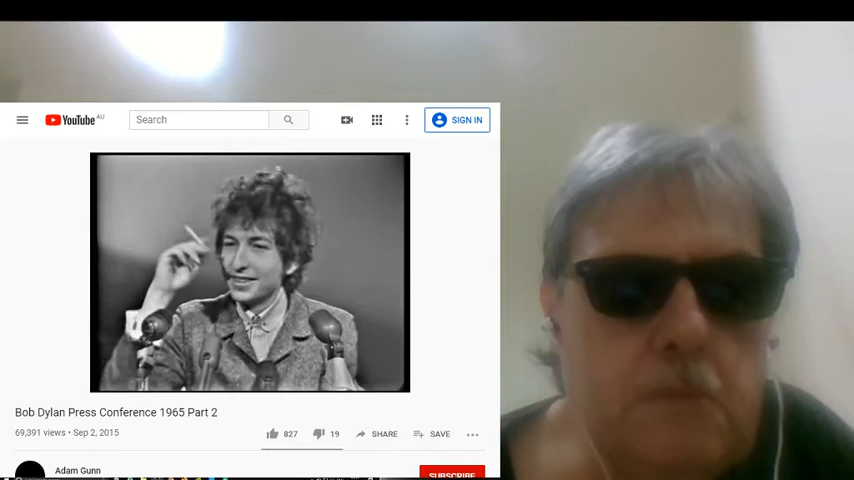 YouTube AU
Search
SIGN IN
Bob Dylan Press Conference 1965 Part 2
69,391 views • Sep 2, 2015
827
19
SHARE
SAVE
Adam Gunn
SUBSCRIBE